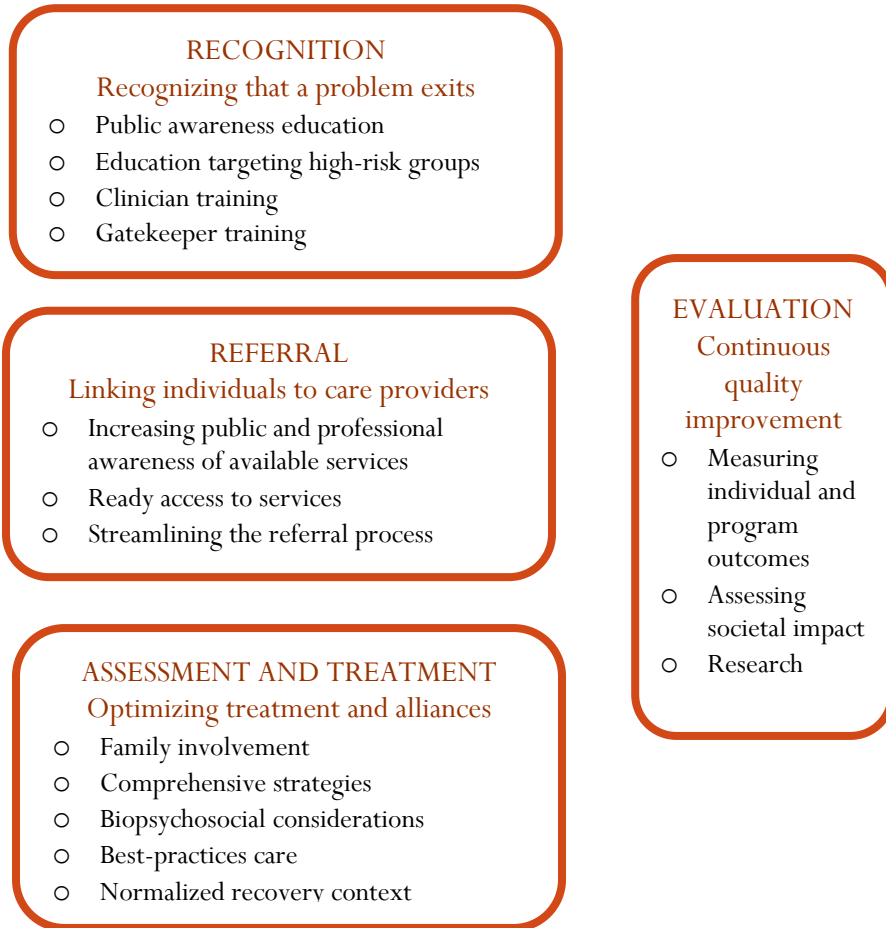 RECOGNITION
Recognizing that a problem exits
o Public awareness education
o Education targeting high-risk groups
o Clinician training
o Gatekeeper training
REFERRAL
Linking individuals to care providers
o Increasing public and professional
awareness of available services
o Ready access to services
o Streamlining the referral process
ASSESSMENT AND TREATMENT
Optimizing treatment and alliances
o Family involvement
o Comprehensive strategies
o Biopsychosocial considerations
o Best-practices care
o Normalized recovery context
EVALUATION
Continuous
quality
improvement
o Measuring
individual and
program
outcomes
o Assessing
societal impact
o Research